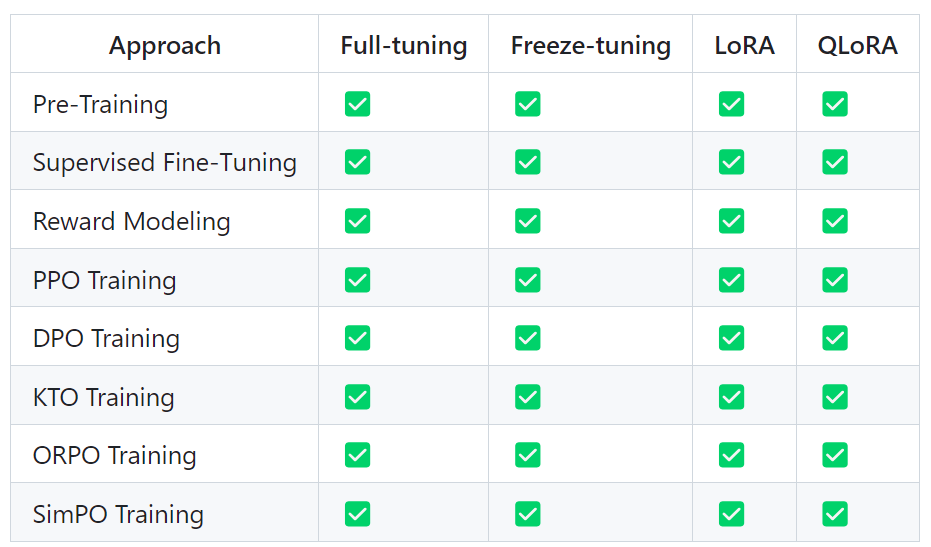 Approach Full-tuning Freeze-tuning LoRA QLoRA
Pre-Training ✅ ✅ ✅ ✅
Supervised Fine-Tuning ✅ ✅ ✅ ✅
Reward Modeling ✅ ✅ ✅ ✅
PPO Training ✅ ✅ ✅ ✅
DPO Training ✅ ✅ ✅ ✅
KTO Training ✅ ✅ ✅ ✅
ORPO Training ✅ ✅ ✅ ✅
SimPO Training ✅ ✅ ✅ ✅